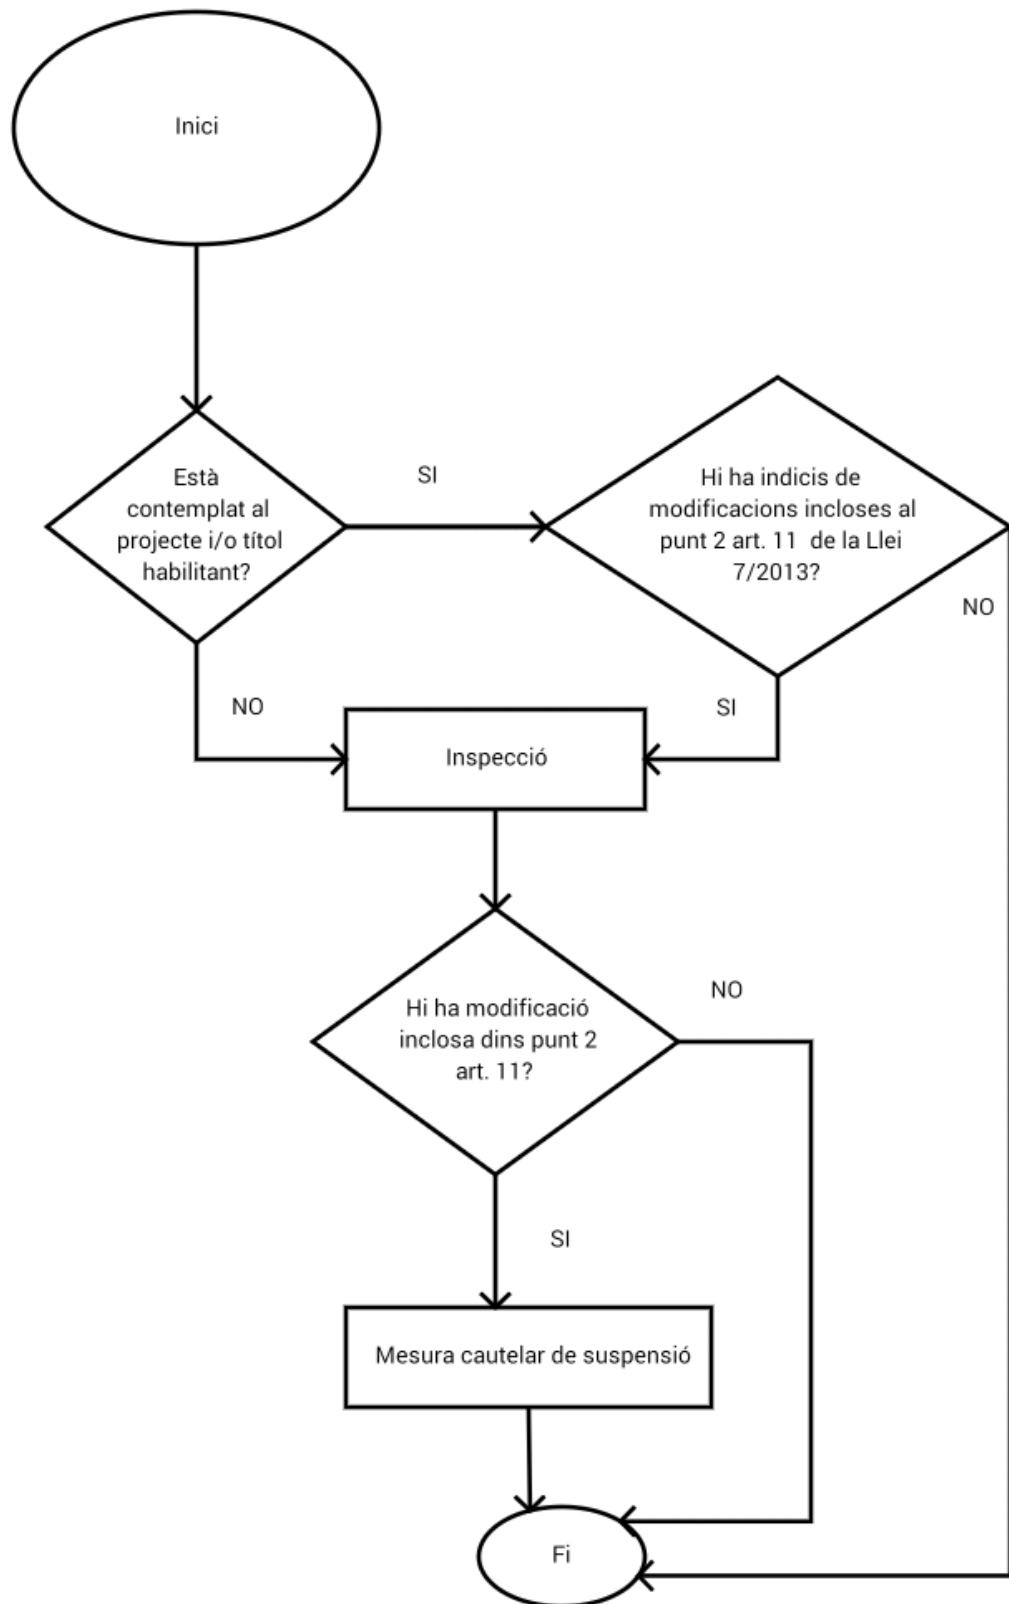 Inici
Està
contemplat al
projecte i/o títol
habilitant?
SI
Hi ha indicis de
modificacions incloses al
punt 2 art. 11 de la Llei
7/2013?
NO
NO
SI
Inspecció
Hi ha modificació
inclosa dins punt 2
art. 11?
NO
SI
Mesura cautelar de suspensió
Fi